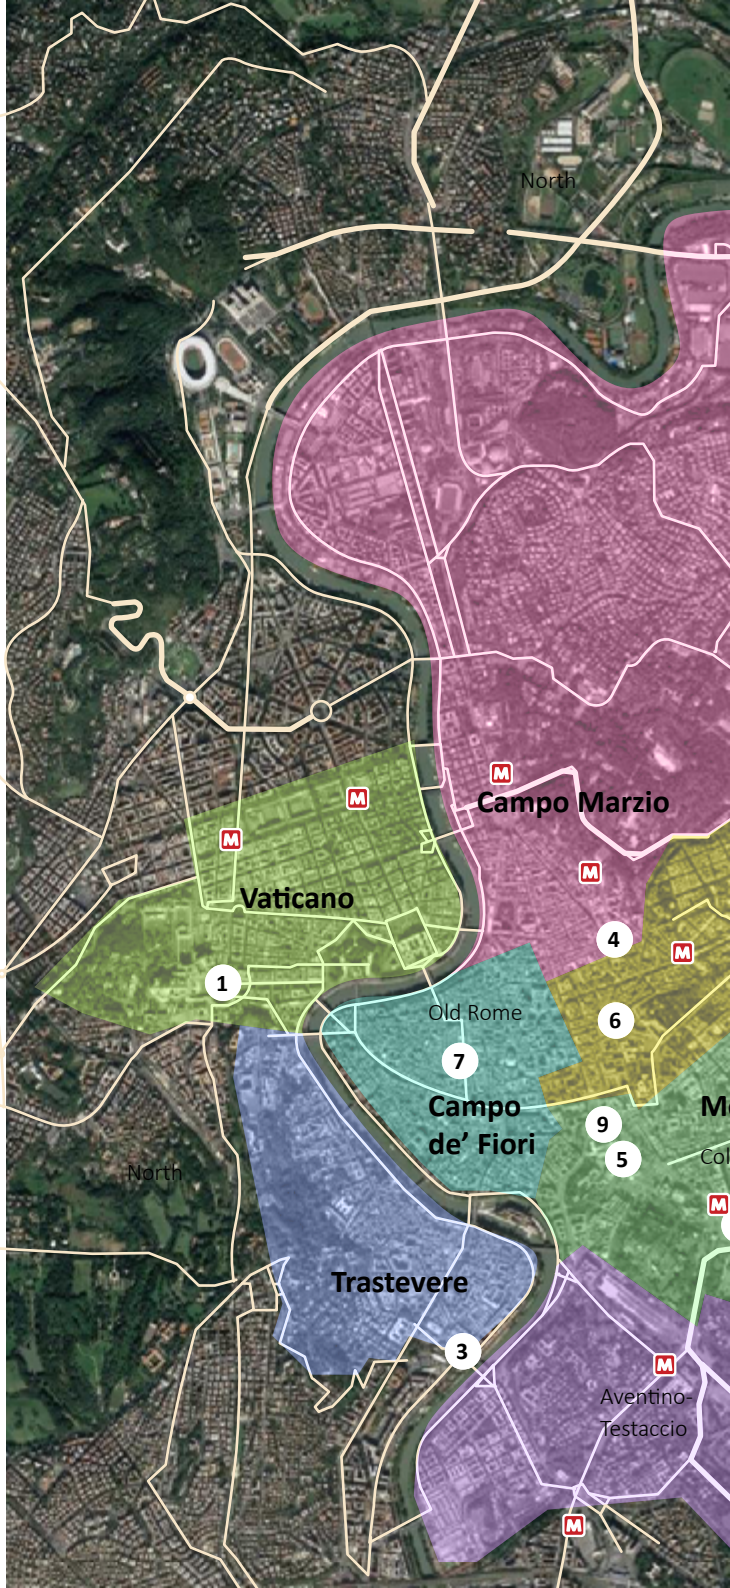 North
M
Campo Marzio
M
M
M
Vaticano
4
M
1
Old Rome
6
7
Campo
de’ Fiori
9
5
Col
North
M
Trastevere
3
M
Aventino-
Testaccio
M